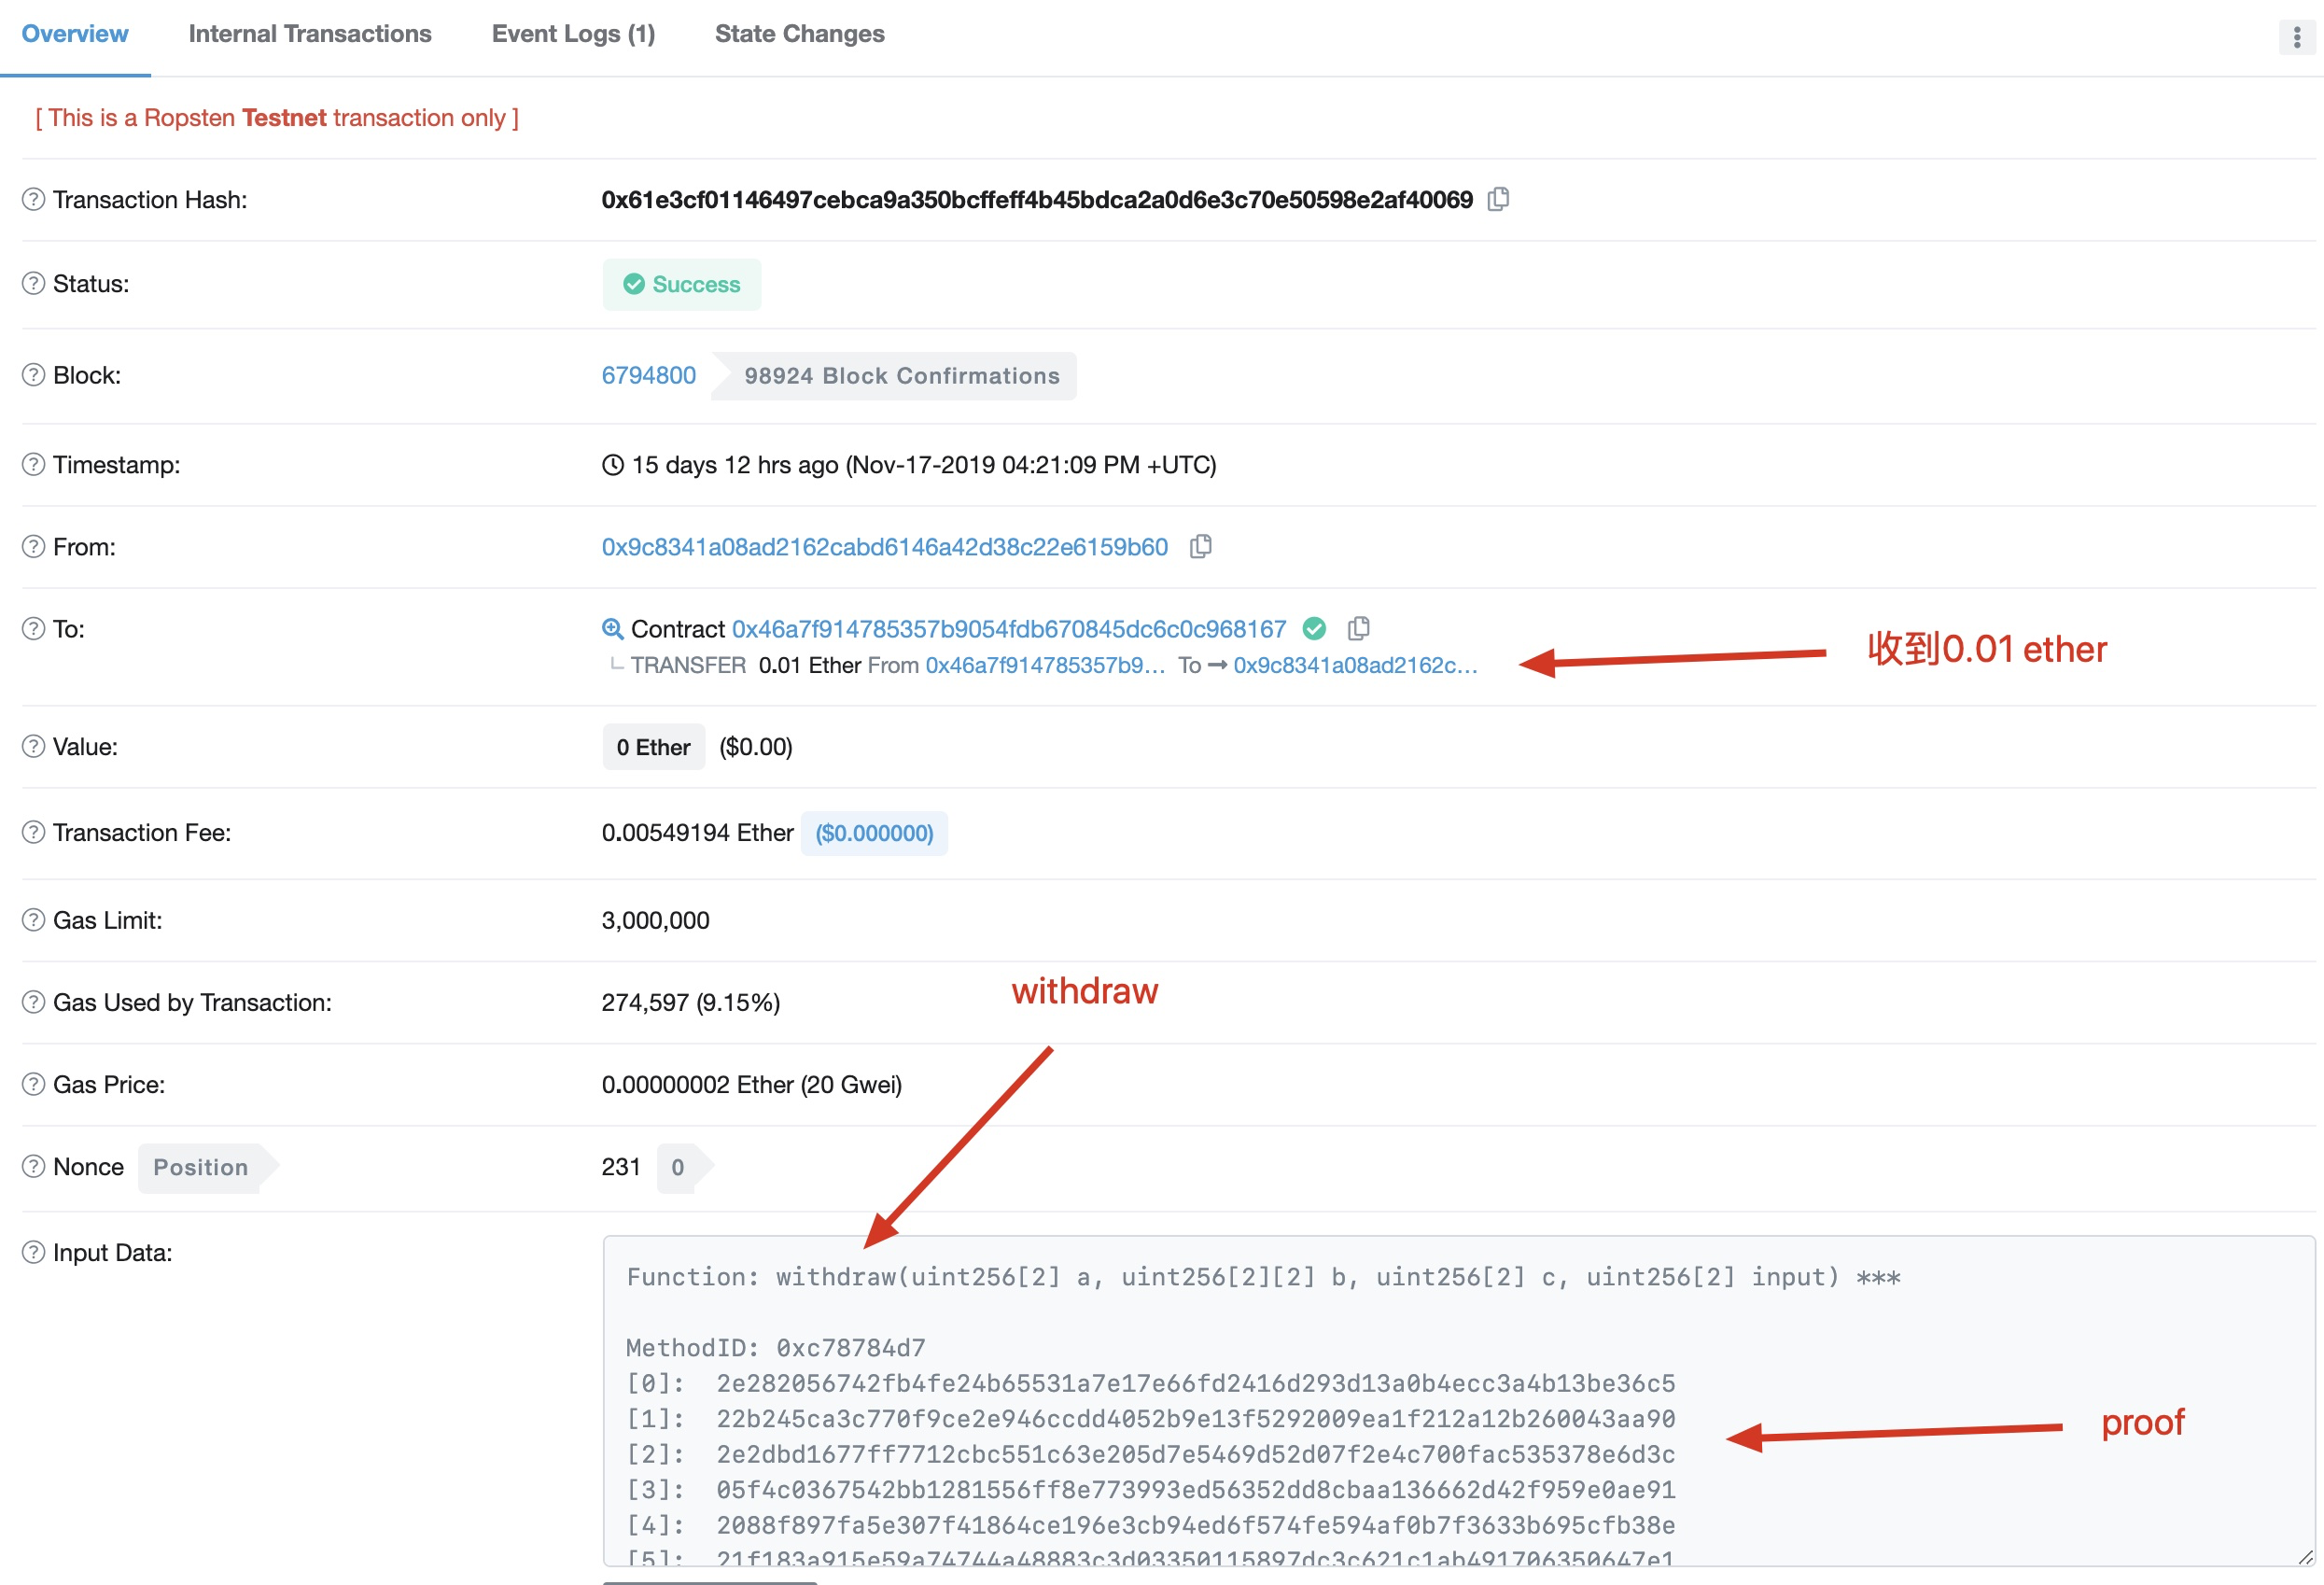 Overview Internal Transactions Event Logs (1) State Changes
[ This is a Ropsten Testnet transaction only ]
Transaction Hash: 0x61e3cf01146497cebca9a350bcffeff4b45bdca2a0d6e3c70e50598e2af40069
Status: Success
Block: 6794800 98924 Block Confirmations
Timestamp: 15 days 12 hrs ago (Nov-17-2019 04:21:09 PM +UTC)
From: 0x9c8341a08ad2162cabd6146a42d38c22e6159b60
To: Contract 0x46a7f914785357b9054fdb670845dc6c0c968167
TRANSFER 0.01 Ether From 0x46a7f914785357b9... To 0x9c8341a08ad2162c...
收到0.01 ether
Value: 0 Ether ($0.00)
Transaction Fee: 0.00549194 Ether ($0.000000)
Gas Limit: 3,000,000
withdraw
Gas Used by Transaction: 274,597 (9.15%)
Gas Price: 0.00000002 Ether (20 Gwei)
Nonce Position 231 0
Input Data:
Function: withdraw(uint256[2] a, uint256[2][2] b, uint256[2] c, uint256[2] input) ***
MethodID: 0xc78784d7
[0]: 2e282056742fb4fe24b65531a7e17e66fd2416d293d13a0b4ecc3a4b13be36c5
[1]: 22b245ca3c770f9ce2e946ccdd4052b9e13f5292009ea1f212a12b260043aa90
proof
[2]: 2e2dbd1677ff7712cbc551c63e205d7e5469d52d07f2e4c700fac535378e6d3c
[3]: 05f4c0367542bb1281556ff8e773993ed56352dd8cbaa136662d42f959e0ae91
[4]: 2088f897fa5e307f41864ce196e3cb94ed6f574fe594af0b7f3633b695cfb38e
[5]: 21f183a915e59a74744a48883c3d03350115897dc3c621c1ab491706350647e1